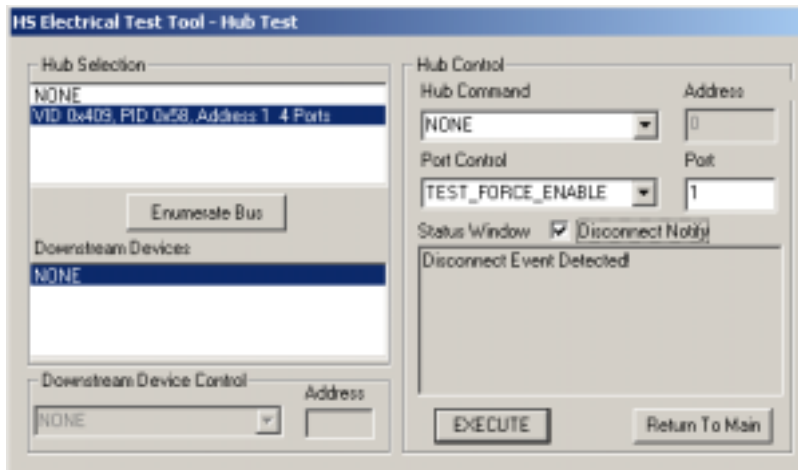 HS Electrical Test Tool - Hub Test
Hub Selection
NONE
VID 0x409, PID 0x58, Address 1 4 Ports
Enumerate Bus
Downstream Devices
NONE
Downstream Device Control
Address
NONE
Hub Control
Hub Command
Address
NONE
0
Port Control
Port
TEST_FORCE_ENABLE
1
Status Window
Disconnect Notify
Disconnect Event Detected!
EXECUTE
Return To Main